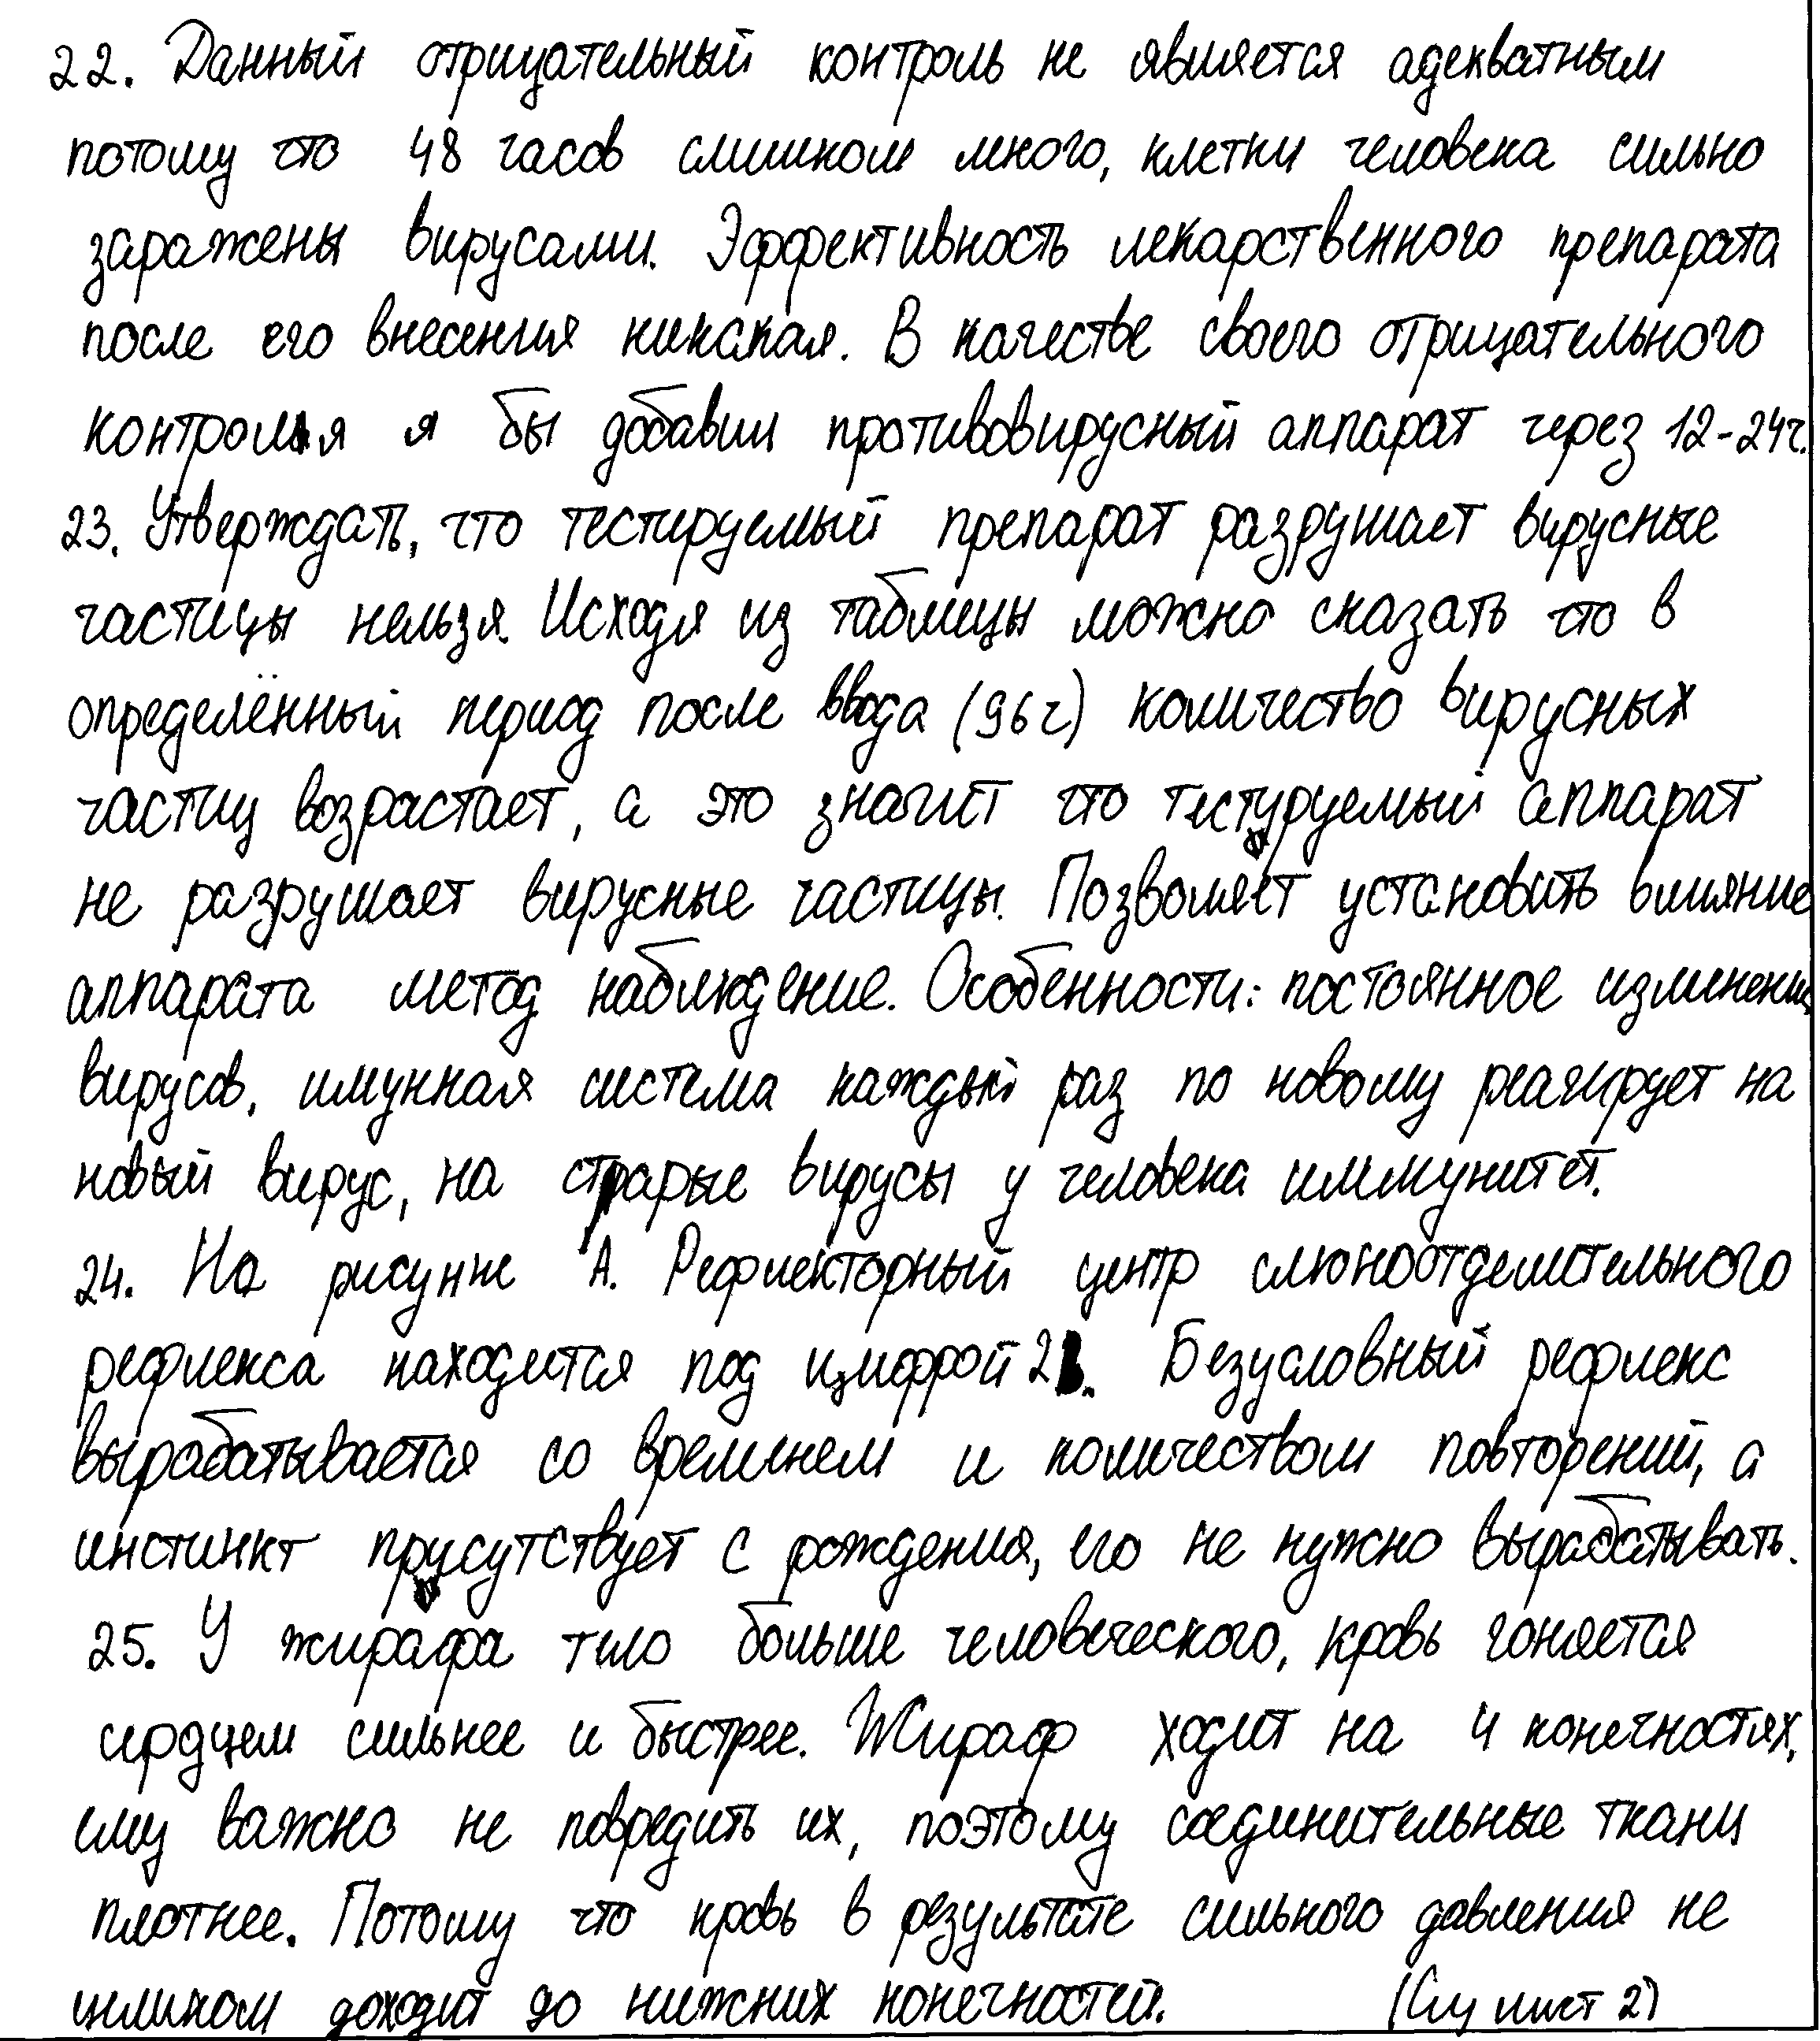 22. Данный отрицательный контроль не является адекватным
потому что 48 часов слишком много, клетки человека сильно
заражены вирусами. Эффективность лекарственного препарата
после его внесения никакая. В качестве своего отрицательного
контроля я бы добавил противовирусный аппарат через 12-24ч.
23. Утверждать, что тестируемый препарат разрушает вирусные
частицы нельзя. Исходя из таблицы можно сказать что в
определённый период после ввода (96ч) количество вирусных
частиц возрастает, а это значит что тестируемый аппарат
не разрушает вирусные частицы. Позволяет установить влияние
аппарата метод наблюдение. Особенности: постоянное изменени
вирусов, имунная система каждый раз по новому реагирует на
новый вирус, на старые вирусы у человека иммунитет.
24. На рисунке А. Рефлекторный центр слюноотделительного
рефлекса находится под цифрой 2. Безусловный рефлекс
вырабатывается со временем и количеством повторений, а
инстинкт присутствует с рождения, его не нужно вырабатывать.
25. У жирафа тело больше человеческого, кровь гоняется
сердцем сильнее и быстрее. Жираф ходит на 4 конечностях,
ему важно не повредить их, поэтому соединительные ткани
плотнее. Потому что кровь в результате сильного давления не
целиком доходит до нижних конечностей. (См лист 2)